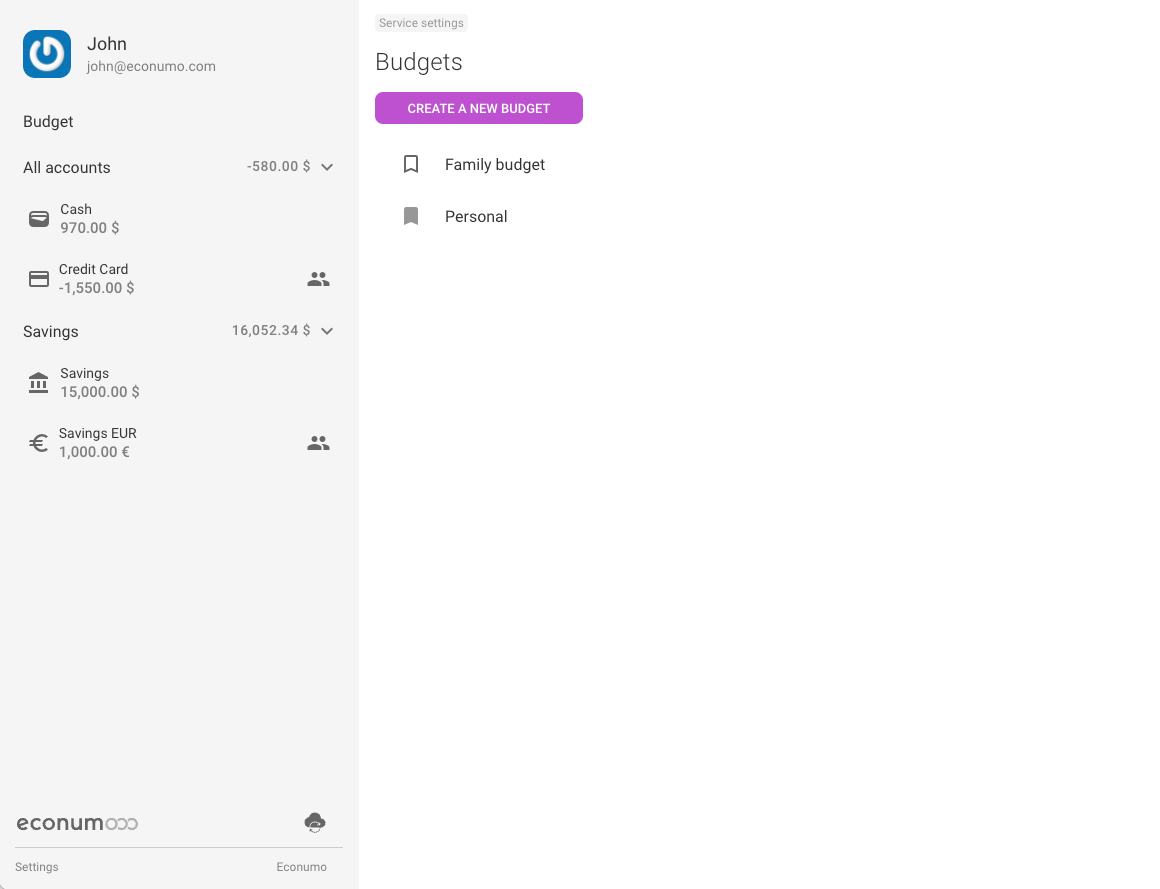 John
john@econumo.com
Budget
All accounts -580.00 $
Cash
970.00 $
Credit Card
-1,550.00 $
Savings 16,052.34 $
Savings
15,000.00 $
Savings EUR
1,000.00 €
econumo
Settings Econumo
Service settings
Budgets
CREATE A NEW BUDGET
Family budget
Personal